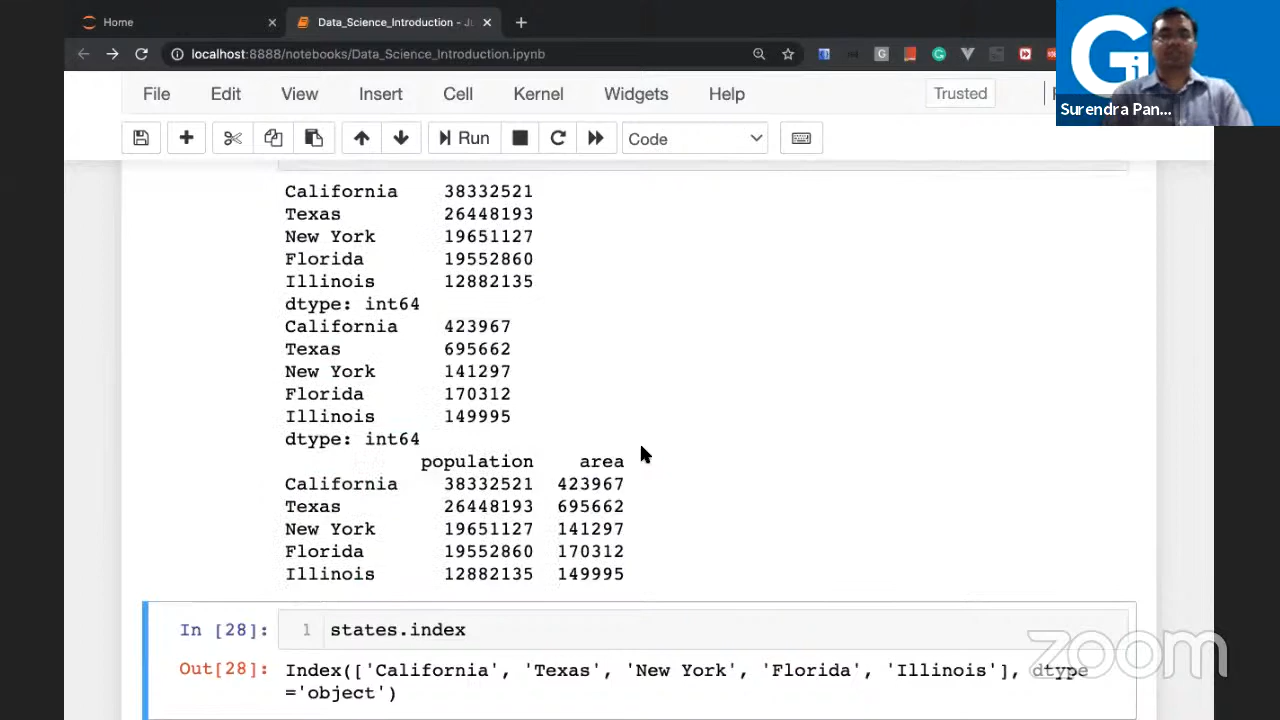 Home
Data_Science_Introduction - Ju
localhost:8888/notebooks/Data_Science_Introduction.ipynb
Surendra Pan...
File Edit View Insert Cell Kernel Widgets Help Trusted
Run Code
California 38332521
Texas 26448193
New York 19651127
Florida 19552860
Illinois 12882135
dtype: int64
California 423967
Texas 695662
New York 141297
Florida 170312
Illinois 149995
dtype: int64
population area
California 38332521 423967
Texas 26448193 695662
New York 19651127 141297
Florida 19552860 170312
Illinois 12882135 149995
In [28]: 1 states.index
Out[28]: Index(['California', 'Texas', 'New York', 'Florida', 'Illinois'], dtype
='object')
zoom